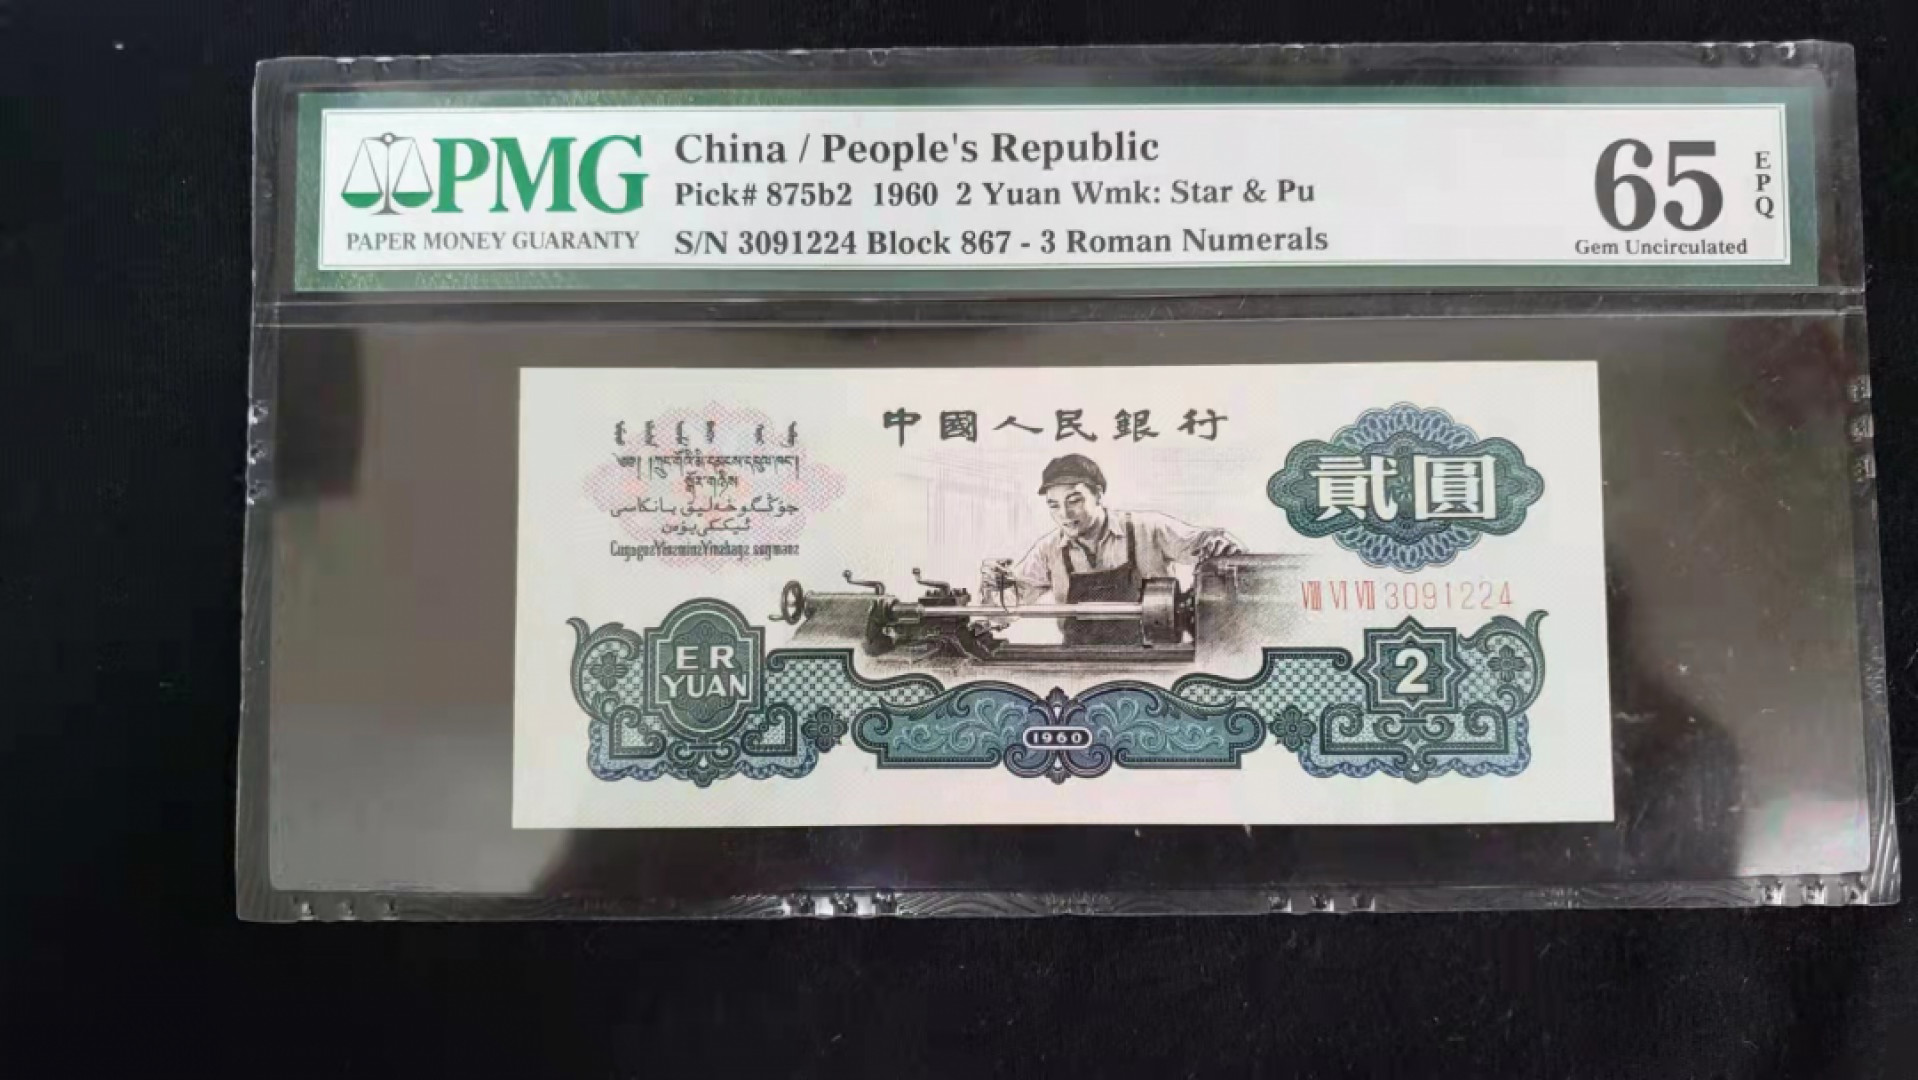 PMG
PAPER MONEY GUARANTY
China / People's Republic
Pick# 875b2 1960 2 Yuan Wmk: Star & Pu
S/N 3091224 Block 867 - 3 Roman Numerals
65
EPQ
Gem Uncirculated
中國人民銀行
貳圓
VIII VI VII 3091224
ER
YUAN
1960
2